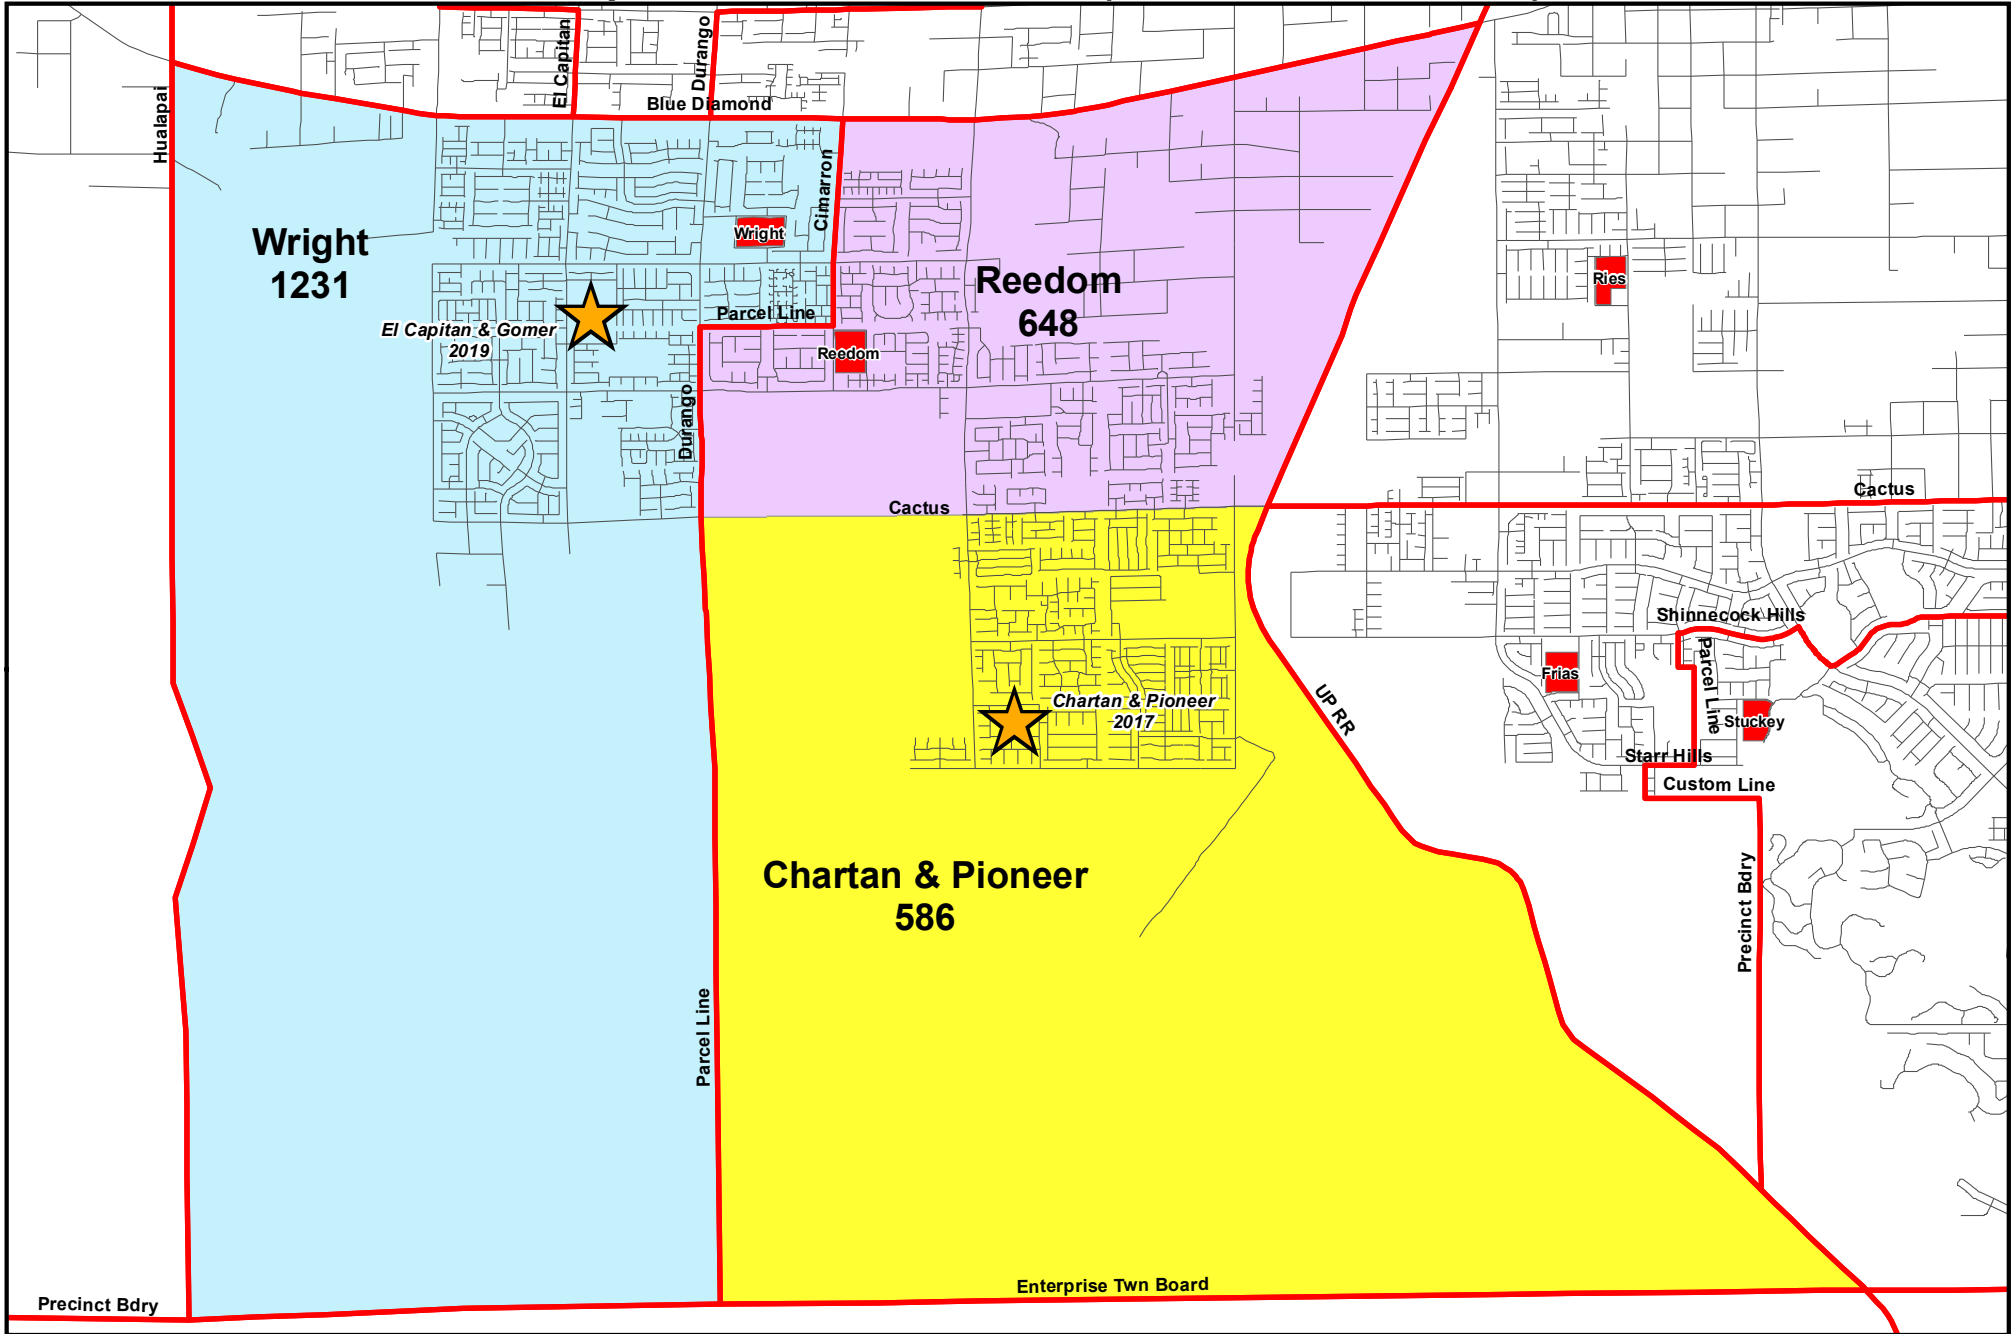 El Capitan
Durango
Blue Diamond
Hualapai
Cimarron
Wright
Wright
1231
Reedom
648
Ries
El Capitan & Gomer
2019
Parcel Line
Reedom
Durango
Cactus
Cactus
Shinnecock Hills
Parcel Line
Frias
UP RR
Chartan & Pioneer
2017
Stuckey
Starr Hills
Custom Line
Chartan & Pioneer
586
Precinct Bdry
Parcel Line
Enterprise Twn Board
Precinct Bdry